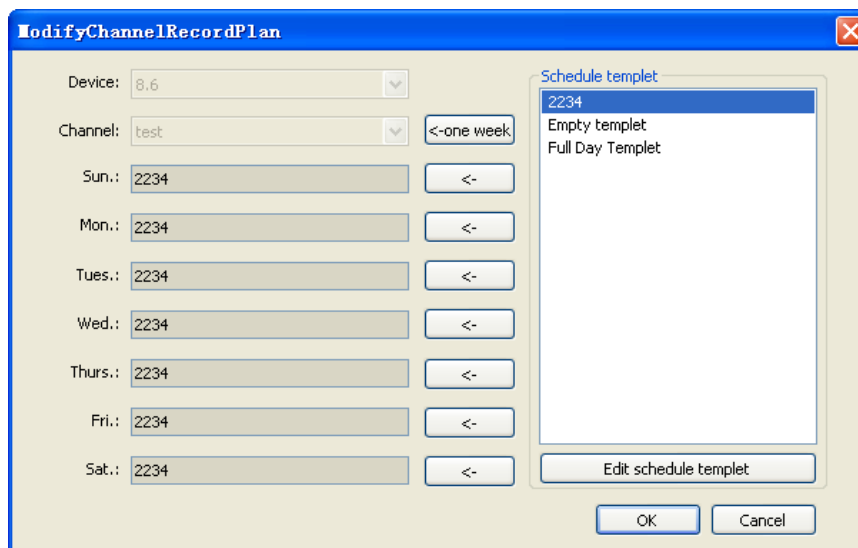 ModifyChannelRecordPlan
Device: 8.6
Channel: test <-one week
Sun.: 2234 <-
Mon.: 2234 <-
Tues.: 2234 <-
Wed.: 2234 <-
Thurs.: 2234 <-
Fri.: 2234 <-
Sat.: 2234 <-
Schedule templet
2234
Empty templet
Full Day Templet
Edit schedule templet
OK Cancel